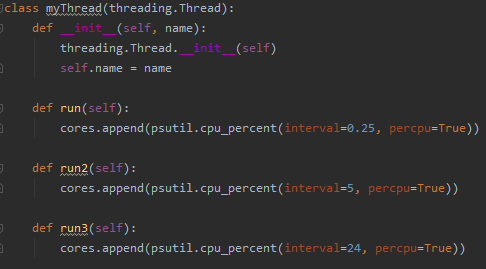 class myThread(threading.Thread):
    def __init__(self, name):
        threading.Thread.__init__(self)
        self.name = name
    def run(self):
        cores.append(psutil.cpu_percent(interval=0.25, percpu=True))
    def run2(self):
        cores.append(psutil.cpu_percent(interval=5, percpu=True))
    def run3(self):
        cores.append(psutil.cpu_percent(interval=24, percpu=True))